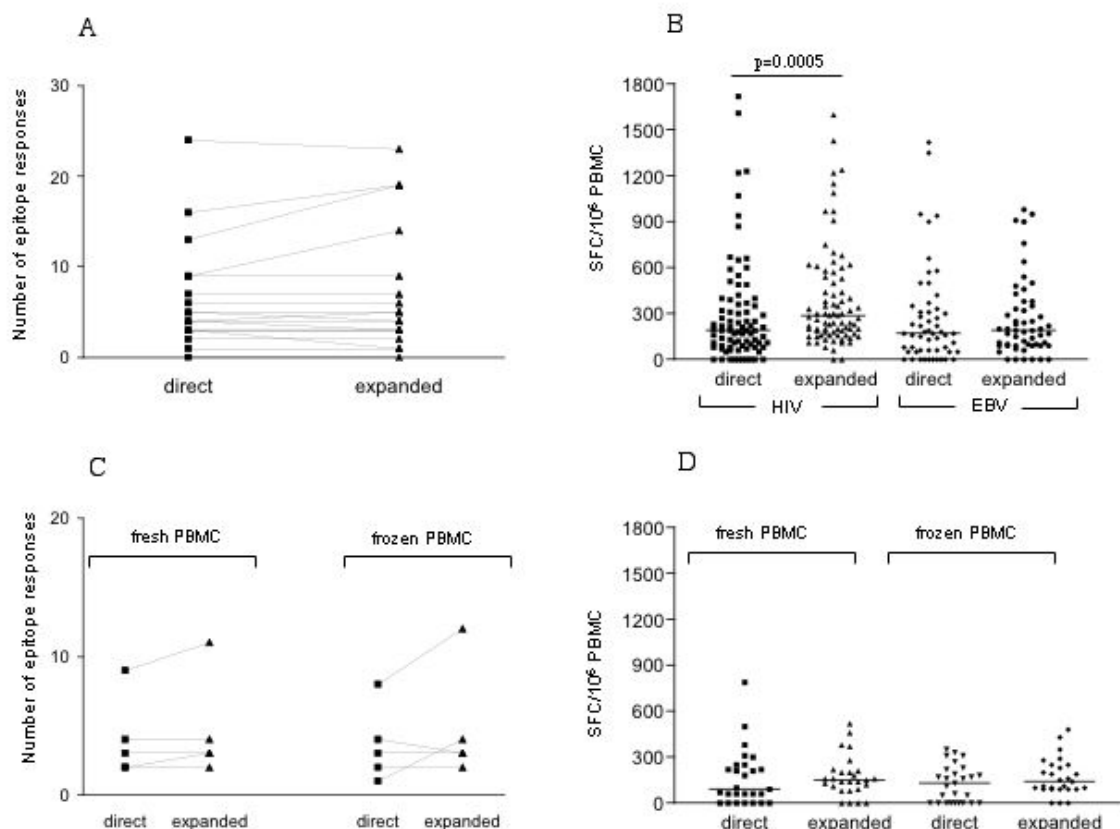 A
30
20
10
0
Number of epitope responses
direct expanded
B
p=0.0005
1800
1500
1200
900
600
300
0
SFC/10⁶ PBMC
direct expanded direct expanded
HIV EBV
C
20
10
0
Number of epitope responses
fresh PBMC frozen PBMC
direct expanded direct expanded
D
1800
1500
1200
900
600
300
0
SFC/10⁶ PBMC
fresh PBMC frozen PBMC
direct expanded direct expanded